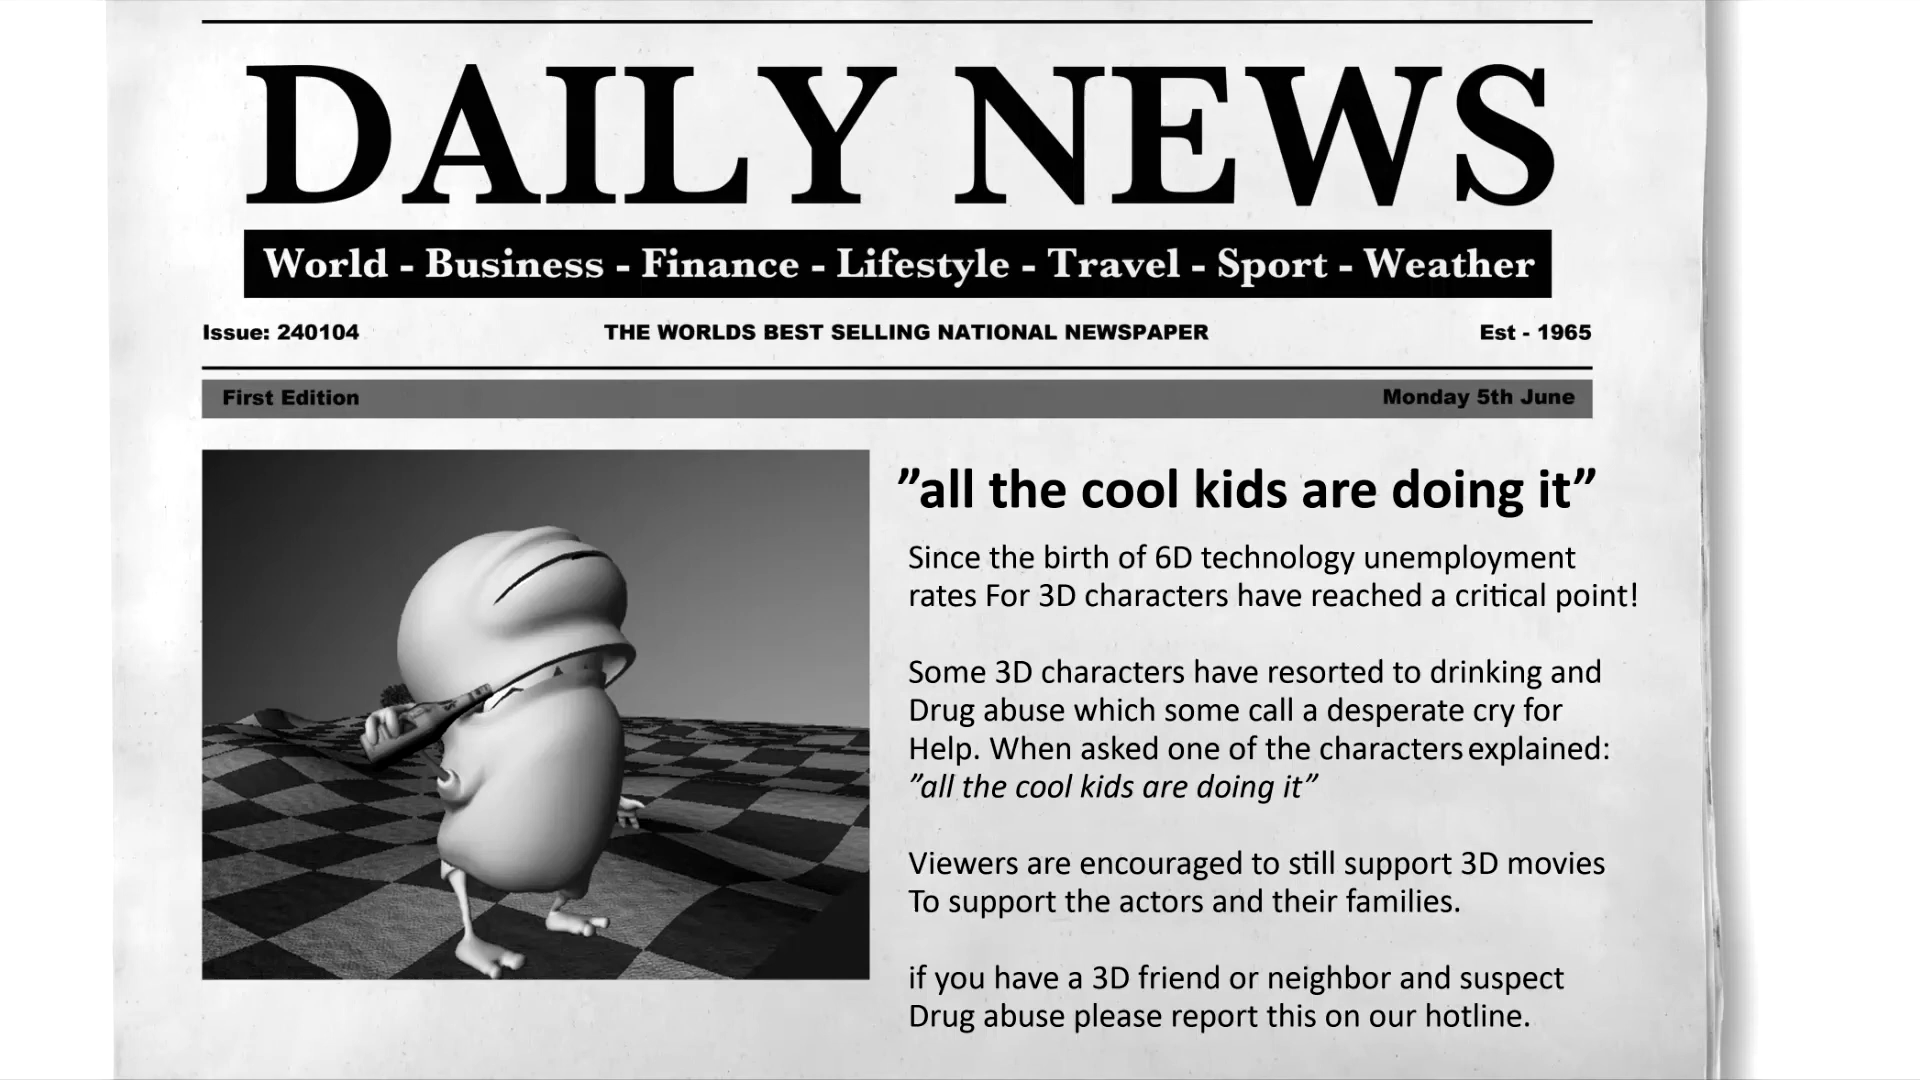 DAILY NEWS
World - Business - Finance - Lifestyle - Travel - Sport - Weather
Issue: 240104 THE WORLDS BEST SELLING NATIONAL NEWSPAPER Est - 1965
First Edition Monday 5th June
”all the cool kids are doing it”
Since the birth of 6D technology unemployment
rates For 3D characters have reached a critical point!
Some 3D characters have resorted to drinking and
Drug abuse which some call a desperate cry for
Help. When asked one of the characters explained:
”all the cool kids are doing it”
Viewers are encouraged to still support 3D movies
To support the actors and their families.
if you have a 3D friend or neighbor and suspect
Drug abuse please report this on our hotline.